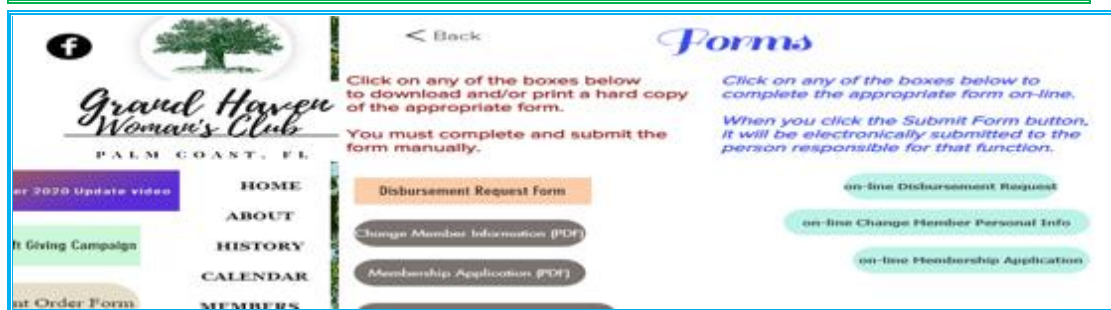 f
Grand Haven
Woman's Club
PALM COAST, FL
er 2020 Update video
ft Giving Campaign
nt Order Form
HOME
ABOUT
HISTORY
CALENDAR
MEMBERS
< Back
Forms
Click on any of the boxes below
to download and/or print a hard copy
of the appropriate form.
You must complete and submit the
form manually.
Disbursement Request Form
Change Member Information (PDF)
Membership Application (PDF)
Click on any of the boxes below to
complete the appropriate form on-line.
When you click the Submit Form button,
it will be electronically submitted to the
person responsible for that function.
on-line Disbursement Request
on-line Change Member Personal Info
on-line Membership Application